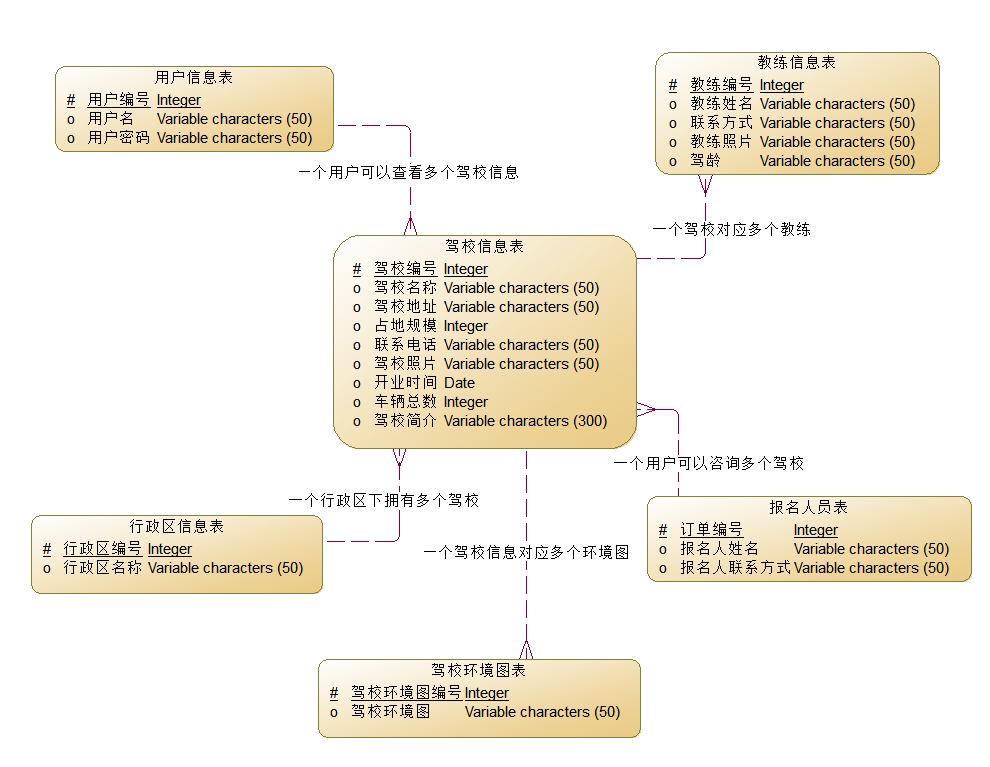 用户信息表
# 用户编号 Integer
o 用户名 Variable characters (50)
o 用户密码 Variable characters (50)
教练信息表
# 教练编号 Integer
o 教练姓名 Variable characters (50)
o 联系方式 Variable characters (50)
o 教练照片 Variable characters (50)
o 驾龄 Variable characters (50)
一个用户可以查看多个驾校信息
一个驾校对应多个教练
驾校信息表
# 驾校编号 Integer
o 驾校名称 Variable characters (50)
o 驾校地址 Variable characters (50)
o 占地规模 Integer
o 联系电话 Variable characters (50)
o 驾校照片 Variable characters (50)
o 开业时间 Date
o 车辆总数 Integer
o 驾校简介 Variable characters (300)
一个用户可以咨询多个驾校
一个行政区下拥有多个驾校
报名人员表
# 订单编号 Integer
o 报名人姓名 Variable characters (50)
o 报名人联系方式 Variable characters (50)
行政区信息表
# 行政区编号 Integer
o 行政区名称 Variable characters (50)
一个驾校信息对应多个环境图
驾校环境图表
# 驾校环境图编号 Integer
o 驾校环境图 Variable characters (50)